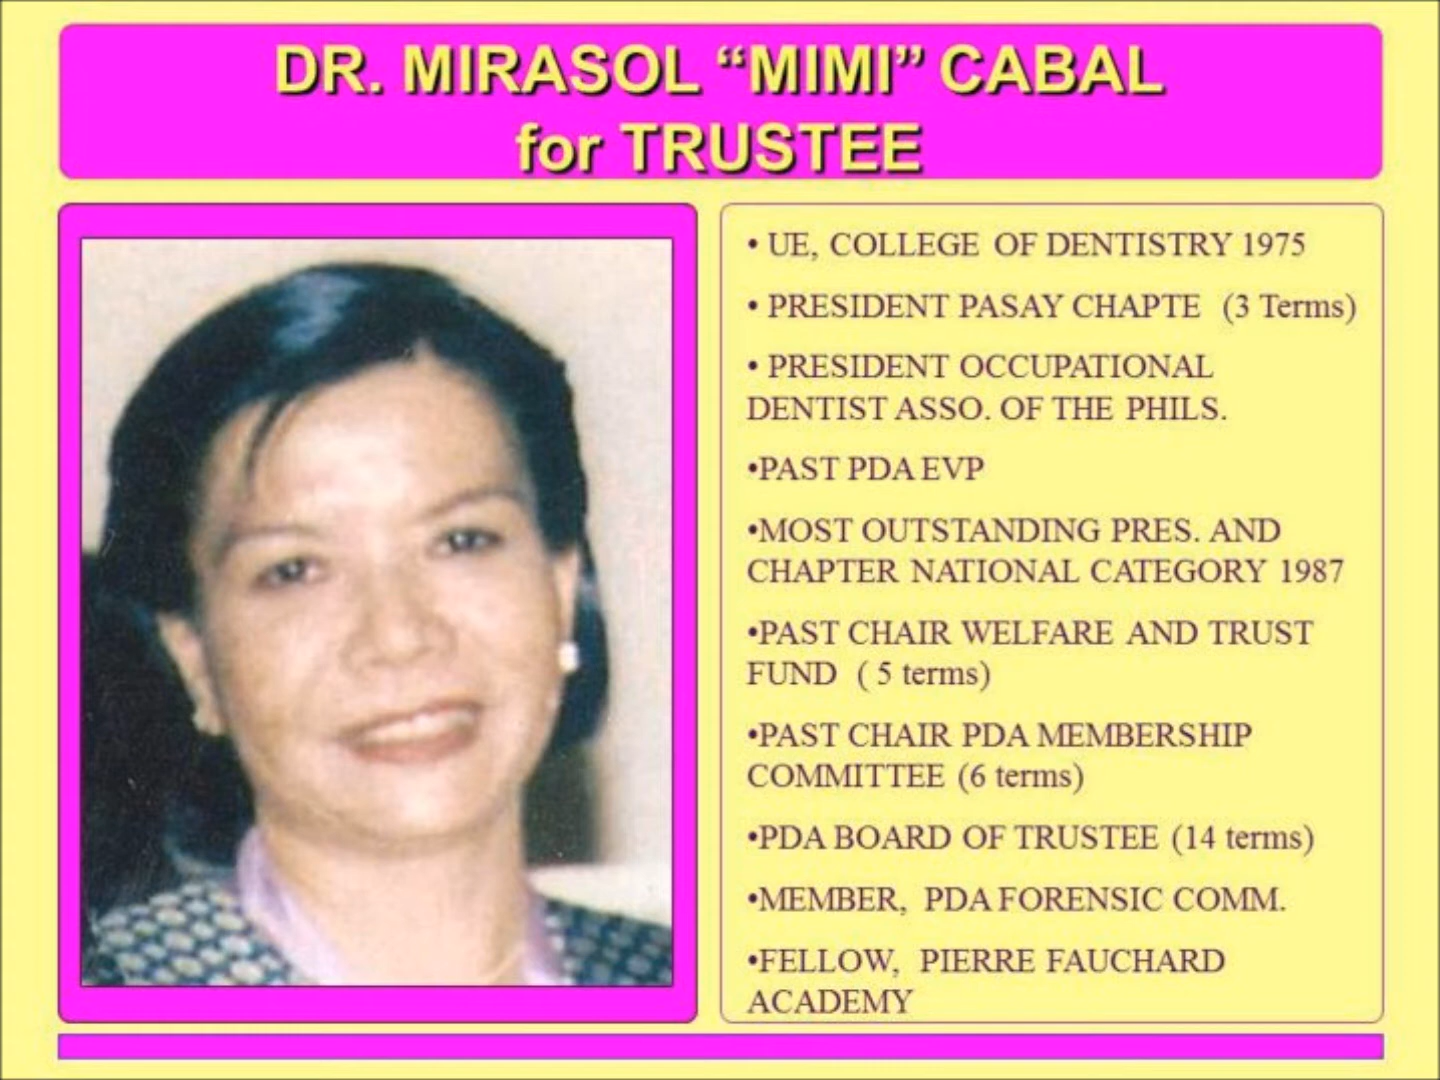 DR. MIRASOL “MIMI” CABAL
for TRUSTEE
• UE, COLLEGE OF DENTISTRY 1975
• PRESIDENT PASAY CHAPTE (3 Terms)
• PRESIDENT OCCUPATIONAL
DENTIST ASSO. OF THE PHILS.
•PAST PDA EVP
•MOST OUTSTANDING PRES. AND
CHAPTER NATIONAL CATEGORY 1987
•PAST CHAIR WELFARE AND TRUST
FUND ( 5 terms)
•PAST CHAIR PDA MEMBERSHIP
COMMITTEE (6 terms)
•PDA BOARD OF TRUSTEE (14 terms)
•MEMBER, PDA FORENSIC COMM.
•FELLOW, PIERRE FAUCHARD
ACADEMY